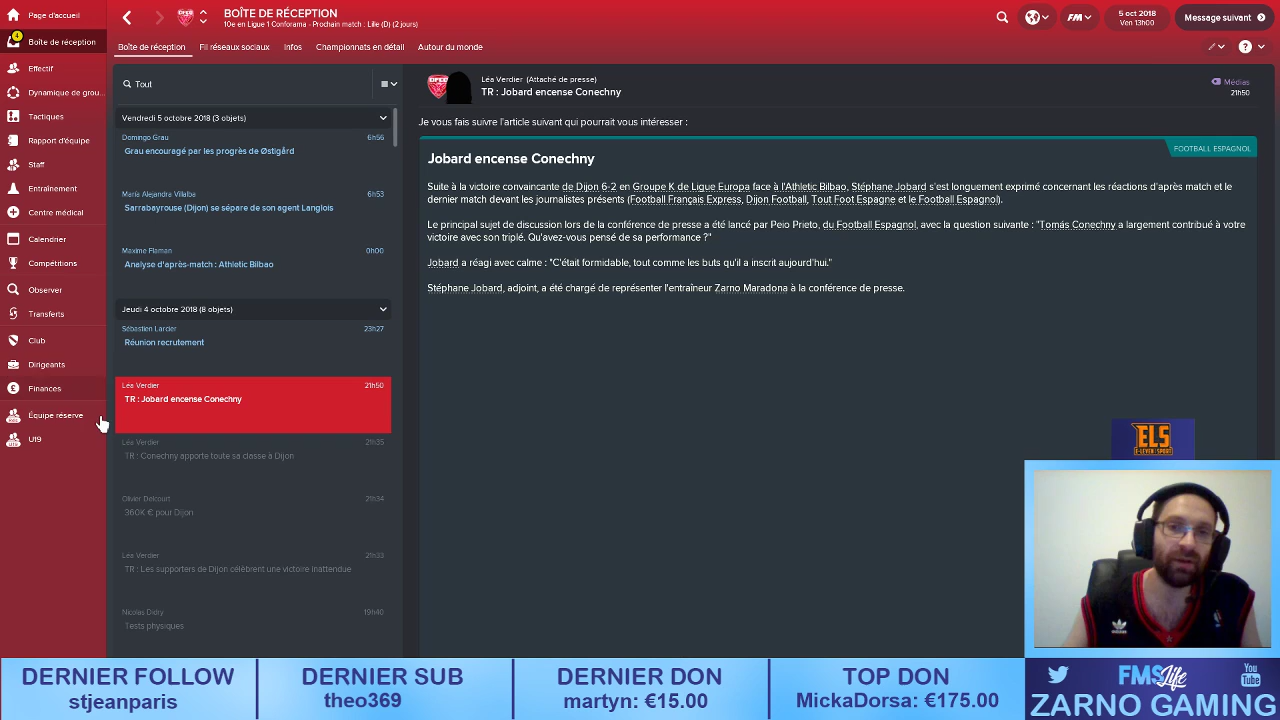 Page d'accueil
4
Boîte de réception
Effectif
Dynamique de grou...
Tactiques
Rapport d'équipe
Staff
Entraînement
Centre médical
Calendrier
Compétitions
Observer
Transferts
Club
Dirigeants
Finances
Équipe réserve
U19
BOÎTE DE RÉCEPTION
10e en Ligue 1 Conforama - Prochain match : Lille (D) (2 jours)
FM
5 oct 2018
Ven 13h00
Message suivant
Boîte de réception
Fil réseaux sociaux
Infos
Championnats en détail
Autour du monde
Tout
Vendredi 5 octobre 2018 (3 objets)
Domingo Grau 6h56
Grau encouragé par les progrès de Østigård
María Alejandra Villalba 6h53
Sarrabayrouse (Dijon) se sépare de son agent Langlois
Maxime Flaman 0h00
Analyse d'après-match : Athletic Bilbao
Jeudi 4 octobre 2018 (8 objets)
Sébastien Larcier 23h27
Réunion recrutement
Léa Verdier 21h50
TR : Jobard encense Conechny
Léa Verdier 21h35
TR : Conechny apporte toute sa classe à Dijon
Olivier Delcourt 21h34
360K € pour Dijon
Léa Verdier 21h33
TR : Les supporters de Dijon célèbrent une victoire inattendue
Nicolas Didry 19h40
Tests physiques
Léa Verdier (Attaché de presse)
TR : Jobard encense Conechny
Médias
21h50
Je vous fais suivre l'article suivant qui pourrait vous intéresser :
FOOTBALL ESPAGNOL
Jobard encense Conechny
Suite à la victoire convaincante de Dijon 6-2 en Groupe K de Ligue Europa face à l'Athletic Bilbao, Stéphane Jobard s'est longuement exprimé concernant les réactions d'après match et le
dernier match devant les journalistes présents (Football Français Express, Dijon Football, Tout Foot Espagne et le Football Espagnol).
Le principal sujet de discussion lors de la conférence de presse a été lancé par Peio Prieto, du Football Espagnol, avec la question suivante : "Tomás Conechny a largement contribué à votre
victoire avec son triplé. Qu'avez-vous pensé de sa performance ?"
Jobard a réagi avec calme : "C'était formidable, tout comme les buts qu'il a inscrit aujourd'hui."
Stéphane Jobard, adjoint, a été chargé de représenter l'entraîneur Zarno Maradona à la conférence de presse.
ELS
E-LEVEN SPORT
adidas
DERNIER FOLLOW
stjeanparis
DERNIER SUB
theo369
DERNIER DON
martyn: €15.00
TOP DON
MickaDorsa: €175.00
FMSLife
You Tube
ZARNO GAMING